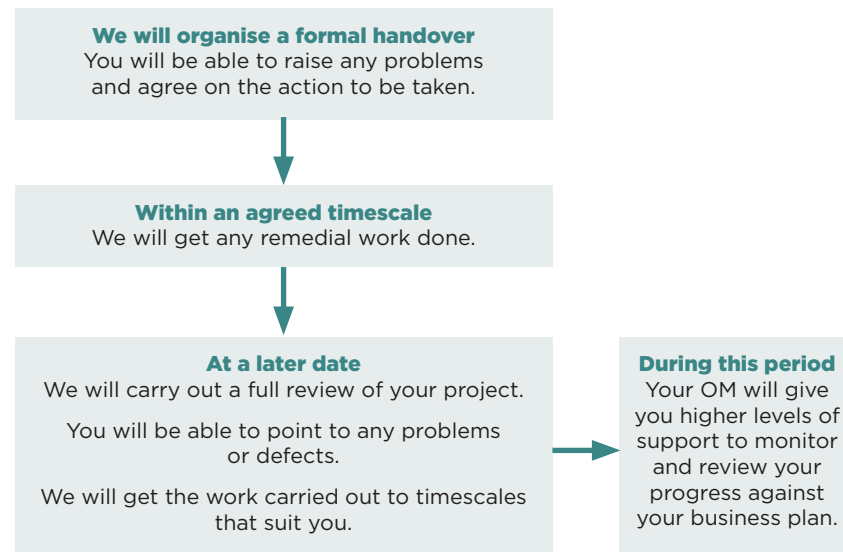 We will organise a formal handover
You will be able to raise any problems
and agree on the action to be taken.
Within an agreed timescale
We will get any remedial work done.
At a later date
We will carry out a full review of your project.
You will be able to point to any problems
or defects.
We will get the work carried out to timescales
that suit you.
During this period
Your OM will give
you higher levels of
support to monitor
and review your
progress against
your business plan.